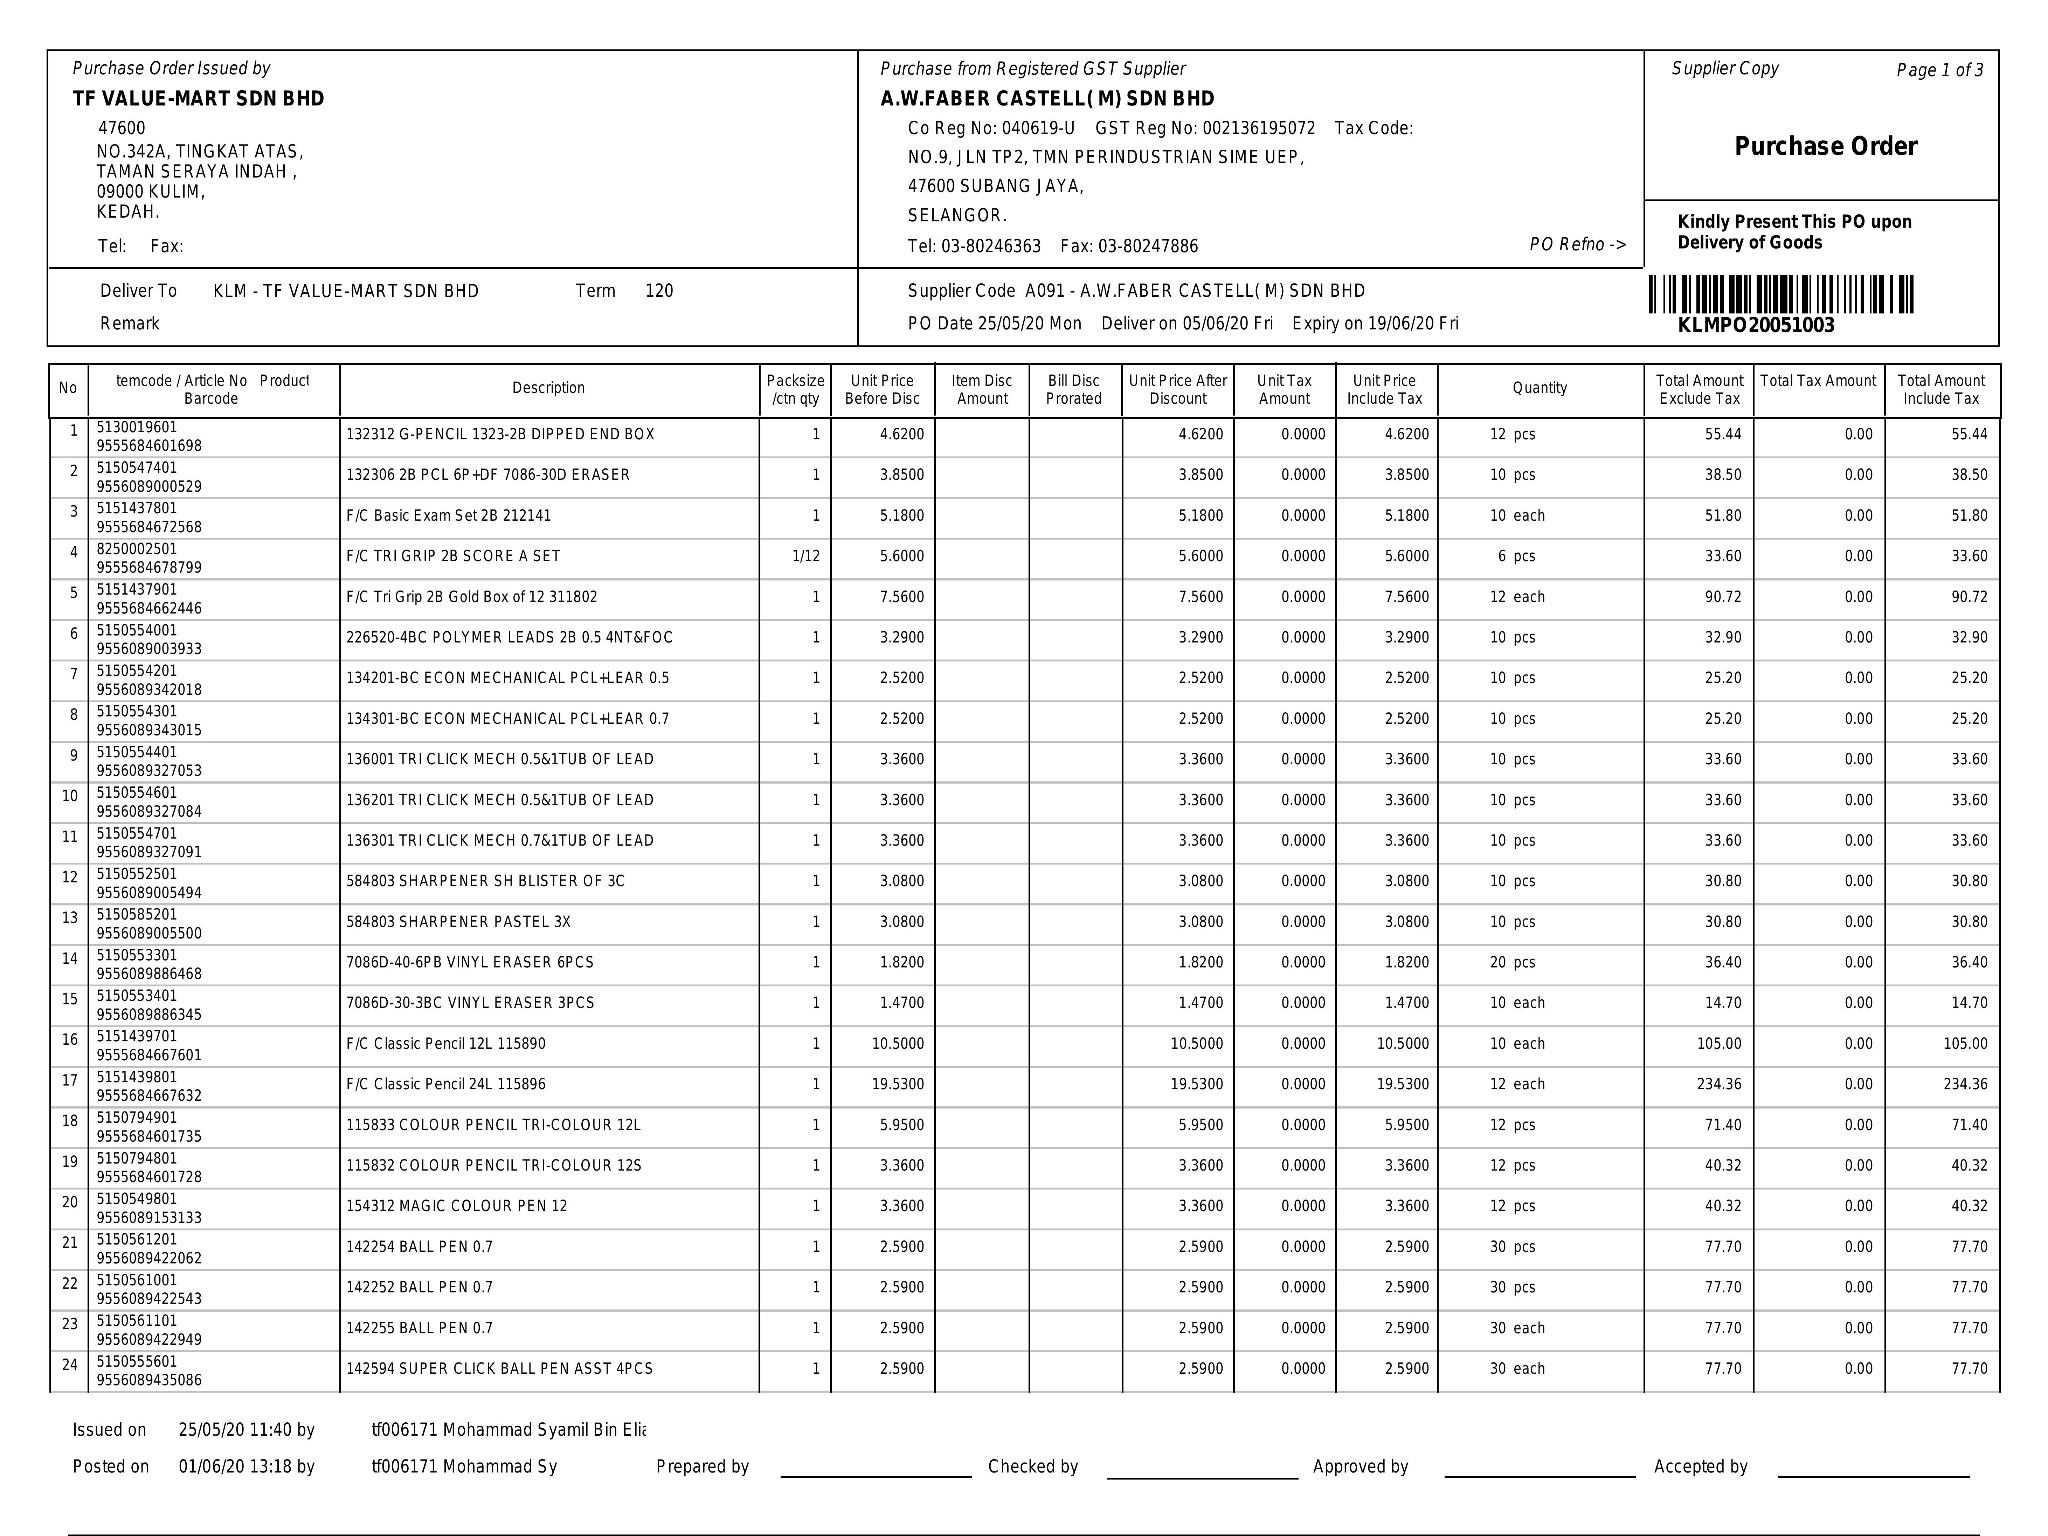 Purchase Order Issued by
TF VALUE-MART SDN BHD
47600
NO.342A, TINGKAT ATAS,
TAMAN SERAYA INDAH ,
09000 KULIM,
KEDAH.
Tel: Fax:
Purchase from Registered GST Supplier
A.W.FABER CASTELL( M) SDN BHD
Co Reg No: 040619-U GST Reg No: 002136195072 Tax Code:
NO.9, JLN TP2, TMN PERINDUSTRIAN SIME UEP,
47600 SUBANG JAYA,
SELANGOR.
Tel: 03-80246363 Fax: 03-80247886 PO Refno ->
Supplier Copy Page 1 of 3
Purchase Order
Kindly Present This PO upon
Delivery of Goods
KLMPO20051003
Deliver To KLM - TF VALUE-MART SDN BHD Term 120
Remark
Supplier Code A091 - A.W.FABER CASTELL( M) SDN BHD
PO Date 25/05/20 Mon Deliver on 05/06/20 Fri Expiry on 19/06/20 Fri
No temcode / Article No Product Barcode Description Packsize /ctn qty Unit Price Before Disc Item Disc Amount Bill Disc Prorated Unit Price After Discount Unit Tax Amount Unit Price Include Tax Quantity Total Amount Exclude Tax Total Tax Amount Total Amount Include Tax
1 5130019601 9555684601698 132312 G-PENCIL 1323-2B DIPPED END BOX 1 4.6200 4.6200 0.0000 4.6200 12 pcs 55.44 0.00 55.44
2 5150547401 9556089000529 132306 2B PCL 6P+DF 7086-30D ERASER 1 3.8500 3.8500 0.0000 3.8500 10 pcs 38.50 0.00 38.50
3 5151437801 9555684672568 F/C Basic Exam Set 2B 212141 1 5.1800 5.1800 0.0000 5.1800 10 each 51.80 0.00 51.80
4 8250002501 9555684678799 F/C TRI GRIP 2B SCORE A SET 1/12 5.6000 5.6000 0.0000 5.6000 6 pcs 33.60 0.00 33.60
5 5151437901 9555684662446 F/C Tri Grip 2B Gold Box of 12 311802 1 7.5600 7.5600 0.0000 7.5600 12 each 90.72 0.00 90.72
6 5150554001 9556089003933 226520-4BC POLYMER LEADS 2B 0.5 4NT&FOC 1 3.2900 3.2900 0.0000 3.2900 10 pcs 32.90 0.00 32.90
7 5150554201 9556089342018 134201-BC ECON MECHANICAL PCL+LEAR 0.5 1 2.5200 2.5200 0.0000 2.5200 10 pcs 25.20 0.00 25.20
8 5150554301 9556089343015 134301-BC ECON MECHANICAL PCL+LEAR 0.7 1 2.5200 2.5200 0.0000 2.5200 10 pcs 25.20 0.00 25.20
9 5150554401 9556089327053 136001 TRI CLICK MECH 0.5&1TUB OF LEAD 1 3.3600 3.3600 0.0000 3.3600 10 pcs 33.60 0.00 33.60
10 5150554601 9556089327084 136201 TRI CLICK MECH 0.5&1TUB OF LEAD 1 3.3600 3.3600 0.0000 3.3600 10 pcs 33.60 0.00 33.60
11 5150554701 9556089327091 136301 TRI CLICK MECH 0.7&1TUB OF LEAD 1 3.3600 3.3600 0.0000 3.3600 10 pcs 33.60 0.00 33.60
12 5150552501 9556089005494 584803 SHARPENER SH BLISTER OF 3C 1 3.0800 3.0800 0.0000 3.0800 10 pcs 30.80 0.00 30.80
13 5150585201 9556089005500 584803 SHARPENER PASTEL 3X 1 3.0800 3.0800 0.0000 3.0800 10 pcs 30.80 0.00 30.80
14 5150553301 9556089886468 7086D-40-6PB VINYL ERASER 6PCS 1 1.8200 1.8200 0.0000 1.8200 20 pcs 36.40 0.00 36.40
15 5150553401 9556089886345 7086D-30-3BC VINYL ERASER 3PCS 1 1.4700 1.4700 0.0000 1.4700 10 each 14.70 0.00 14.70
16 5151439701 9555684667601 F/C Classic Pencil 12L 115890 1 10.5000 10.5000 0.0000 10.5000 10 each 105.00 0.00 105.00
17 5151439801 9555684667632 F/C Classic Pencil 24L 115896 1 19.5300 19.5300 0.0000 19.5300 12 each 234.36 0.00 234.36
18 5150794901 9555684601735 115833 COLOUR PENCIL TRI-COLOUR 12L 1 5.9500 5.9500 0.0000 5.9500 12 pcs 71.40 0.00 71.40
19 5150794801 9555684601728 115832 COLOUR PENCIL TRI-COLOUR 12S 1 3.3600 3.3600 0.0000 3.3600 12 pcs 40.32 0.00 40.32
20 5150549801 9556089153133 154312 MAGIC COLOUR PEN 12 1 3.3600 3.3600 0.0000 3.3600 12 pcs 40.32 0.00 40.32
21 5150561201 9556089422062 142254 BALL PEN 0.7 1 2.5900 2.5900 0.0000 2.5900 30 pcs 77.70 0.00 77.70
22 5150561001 9556089422543 142252 BALL PEN 0.7 1 2.5900 2.5900 0.0000 2.5900 30 pcs 77.70 0.00 77.70
23 5150561101 9556089422949 142255 BALL PEN 0.7 1 2.5900 2.5900 0.0000 2.5900 30 each 77.70 0.00 77.70
24 5150555601 9556089435086 142594 SUPER CLICK BALL PEN ASST 4PCS 1 2.5900 2.5900 0.0000 2.5900 30 each 77.70 0.00 77.70
Issued on 25/05/20 11:40 by tf006171 Mohammad Syamil Bin Elia
Posted on 01/06/20 13:18 by tf006171 Mohammad Sy Prepared by Checked by Approved by Accepted by